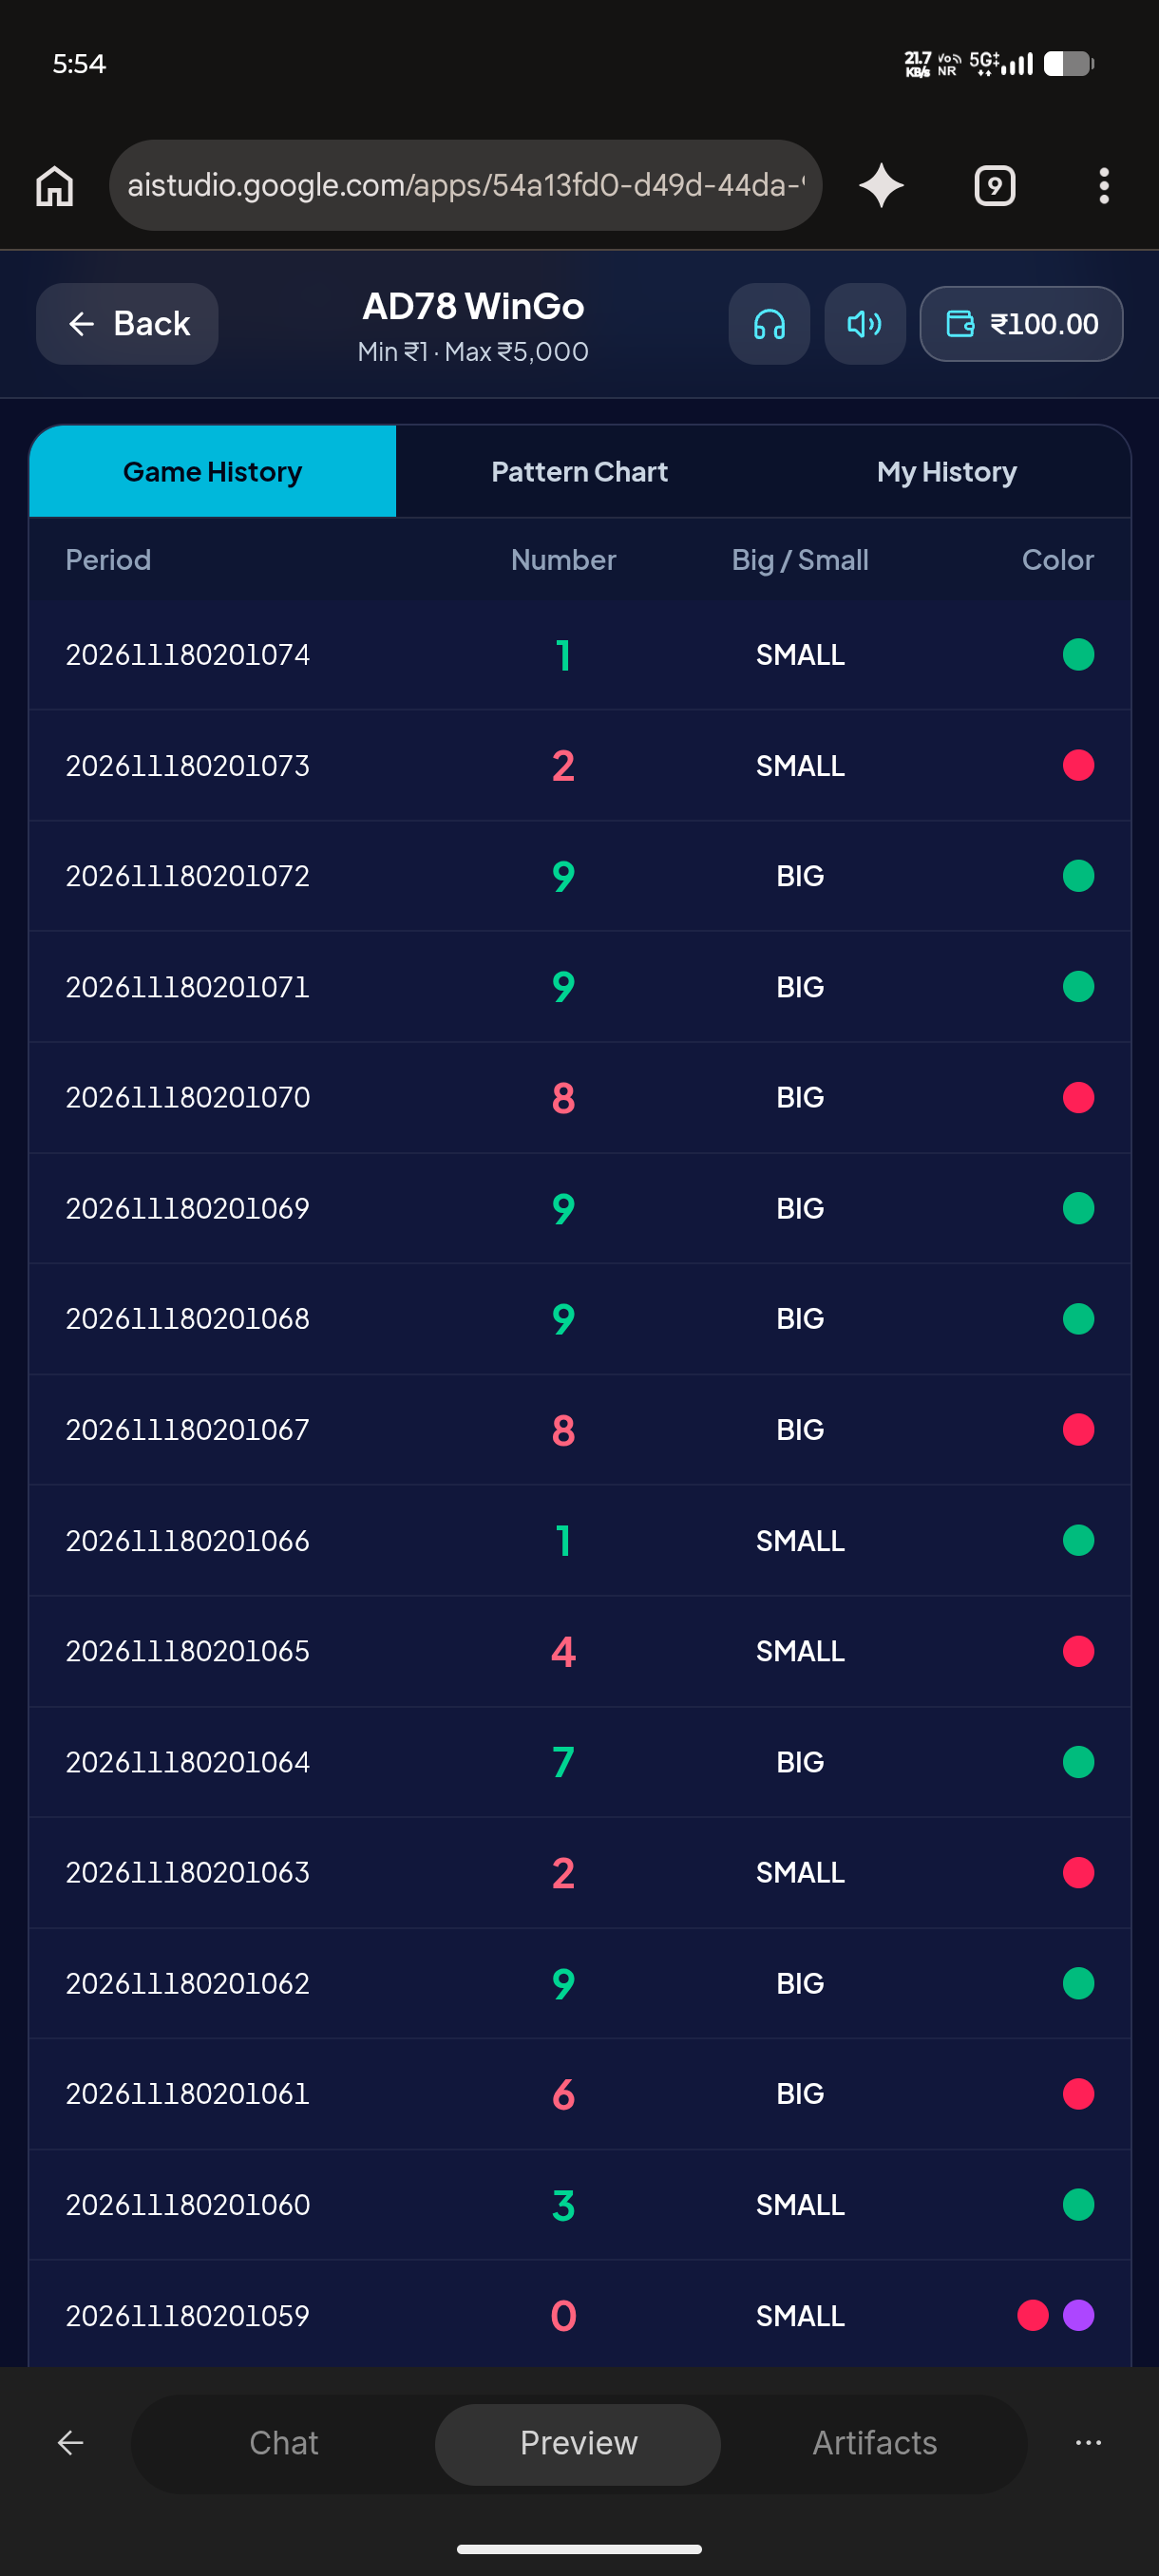 5:54
21.7 KB/s Vo NR 5G
aistudio.google.com/apps/54a13fd0-d49d-44da-
9
Back
AD78 WinGo
Min ₹1 · Max ₹5,000
₹100.00
Game History Pattern Chart My History
Period Number Big / Small Color
202611180201074 1 SMALL
202611180201073 2 SMALL
202611180201072 9 BIG
202611180201071 9 BIG
202611180201070 8 BIG
202611180201069 9 BIG
202611180201068 9 BIG
202611180201067 8 BIG
202611180201066 1 SMALL
202611180201065 4 SMALL
202611180201064 7 BIG
202611180201063 2 SMALL
202611180201062 9 BIG
202611180201061 6 BIG
202611180201060 3 SMALL
202611180201059 0 SMALL
Chat Preview Artifacts